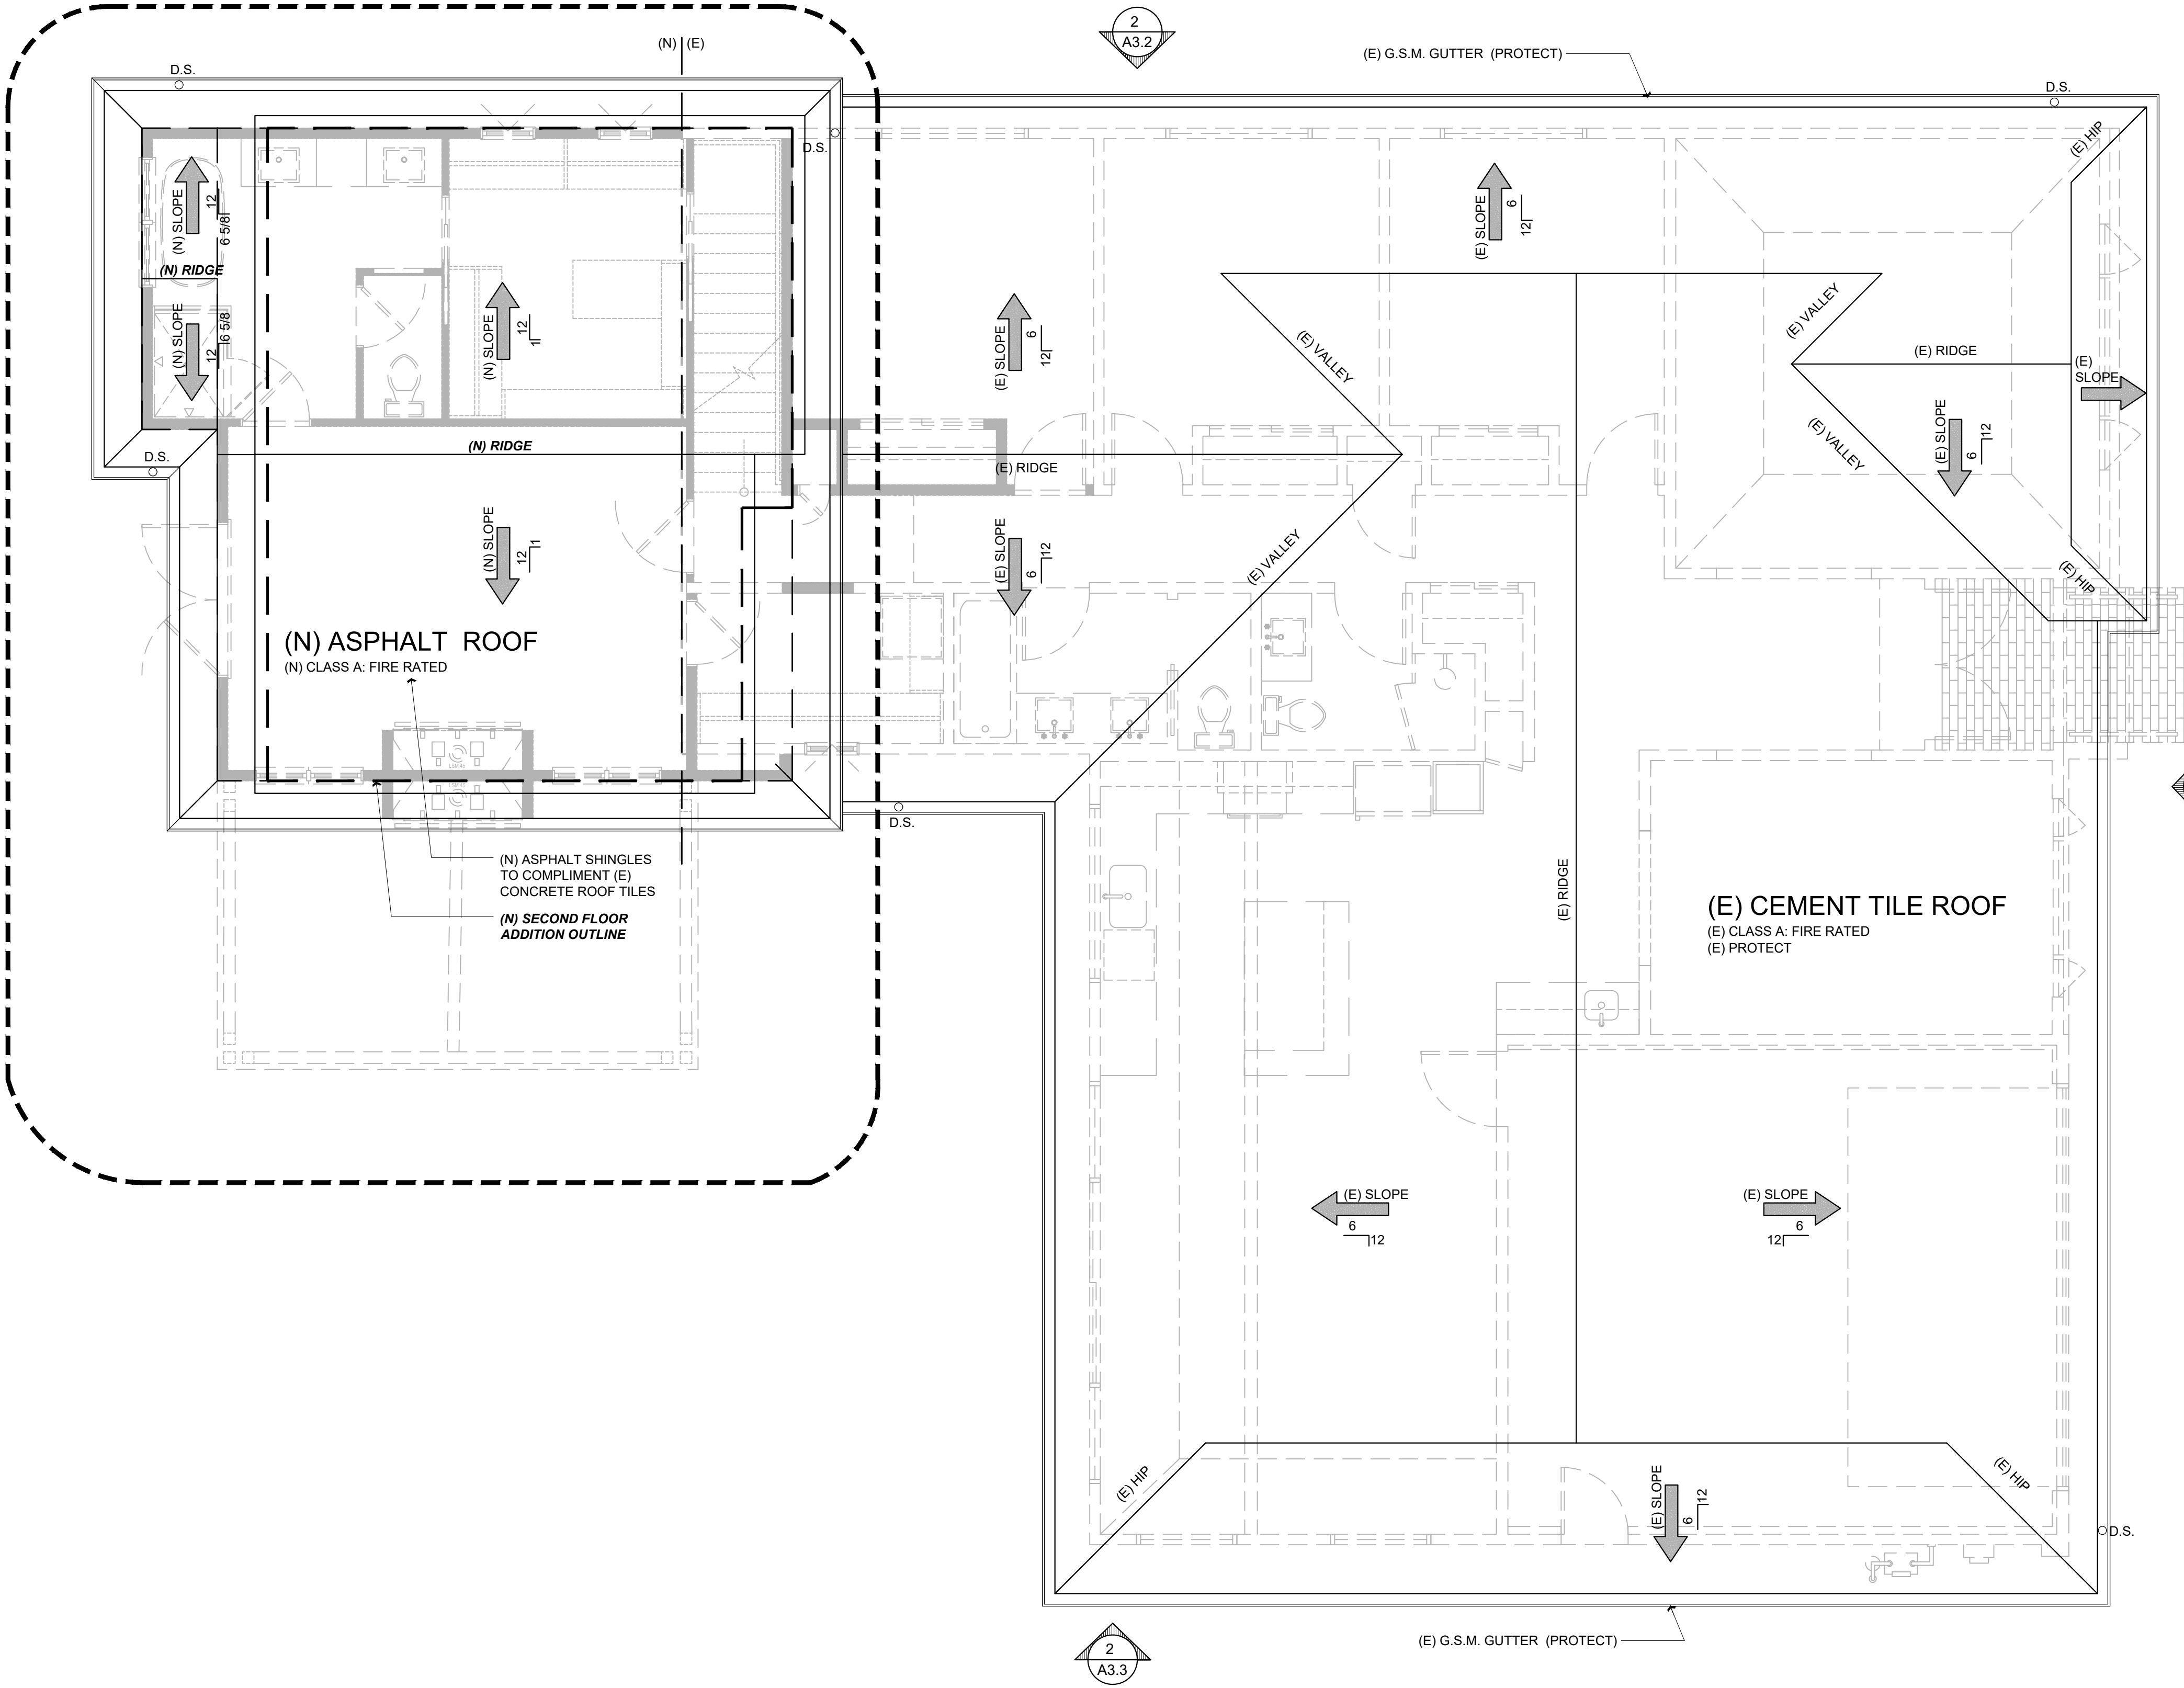 2
A3.2
(E) G.S.M. GUTTER (PROTECT)
(N)
(E)
D.S.
D.S.
D.S.
(E) HIP
(N) SLOPE
12
6 5/8
(N) RIDGE
(N) SLOPE
12
6 5/8
(N) SLOPE
12
1
(E) SLOPE
6
12
(E) SLOPE
6
12
(E) VALLEY
(E) VALLEY
(E) RIDGE
(E)
SLOPE
(E) SLOPE
6
12
(E) VALLEY
(N) RIDGE
D.S.
(E) RIDGE
(N) SLOPE
12
1
(E) SLOPE
6
12
(E) VALLEY
(E) HIP
(N) ASPHALT ROOF
(N) CLASS A: FIRE RATED
D.S.
(N) ASPHALT SHINGLES
TO COMPLIMENT (E)
CONCRETE ROOF TILES
(N) SECOND FLOOR
ADDITION OUTLINE
(E) RIDGE
(E) CEMENT TILE ROOF
(E) CLASS A: FIRE RATED
(E) PROTECT
(E) SLOPE
6
12
(E) SLOPE
6
12
(E) HIP
(E) SLOPE
6
12
(E) HIP
D.S.
(E) G.S.M. GUTTER (PROTECT)
2
A3.3